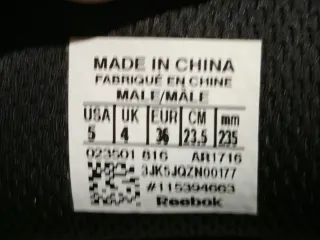 MADE IN CHINA
FABRIQUÉ EN CHINE
MALE/MÂLE
USA UK EUR CM mm
5 4 36 23.5 235
023501 816 AR1716
3JK5JQZN00177
#115394663
Reebok